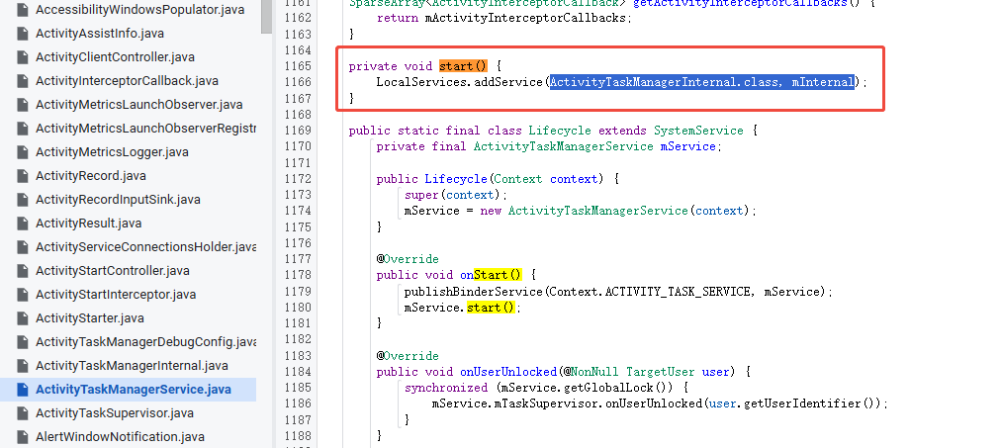 AccessibilityWindowsPopulator.java
ActivityAssistInfo.java
ActivityClientController.java
ActivityInterceptorCallback.java
ActivityMetricsLaunchObserver.java
ActivityMetricsLaunchObserverRegistr
ActivityMetricsLogger.java
ActivityRecord.java
ActivityRecordInputSink.java
ActivityResult.java
ActivityServiceConnectionsHolder.java
ActivityStartController.java
ActivityStartInterceptor.java
ActivityStarter.java
ActivityTaskManagerDebugConfig.java
ActivityTaskManagerInternal.java
ActivityTaskManagerService.java
ActivityTaskSupervisor.java
AlertWindowNotification.java
1161 SparseArray<ActivityInterceptorCallback> getActivityInterceptorCallbacks() {
1162 return mActivityInterceptorCallbacks;
1163 }
1164
1165 private void start() {
1166 LocalServices.addService(ActivityTaskManagerInternal.class, mInternal);
1167 }
1168
1169 public static final class Lifecycle extends SystemService {
1170 private final ActivityTaskManagerService mService;
1171
1172 public Lifecycle(Context context) {
1173 super(context);
1174 mService = new ActivityTaskManagerService(context);
1175 }
1176
1177 @Override
1178 public void onStart() {
1179 publishBinderService(Context.ACTIVITY_TASK_SERVICE, mService);
1180 mService.start();
1181 }
1182
1183 @Override
1184 public void onUserUnlocked(@NonNull TargetUser user) {
1185 synchronized (mService.getGlobalLock()) {
1186 mService.mTaskSupervisor.onUserUnlocked(user.getUserIdentifier());
1187 }
1188 }